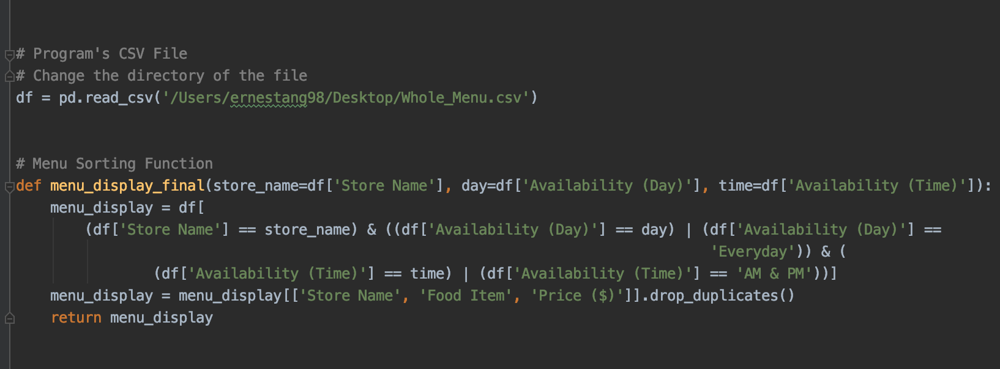 # Program's CSV File
# Change the directory of the file
df = pd.read_csv('/Users/ernestang98/Desktop/Whole_Menu.csv')
# Menu Sorting Function
def menu_display_final(store_name=df['Store Name'], day=df['Availability (Day)'], time=df['Availability (Time)']):
menu_display = df[
(df['Store Name'] == store_name) & ((df['Availability (Day)'] == day) | (df['Availability (Day)'] ==
'Everyday')) & (
(df['Availability (Time)'] == time) | (df['Availability (Time)'] == 'AM & PM'))]
menu_display = menu_display[['Store Name', 'Food Item', 'Price ($)']].drop_duplicates()
return menu_display